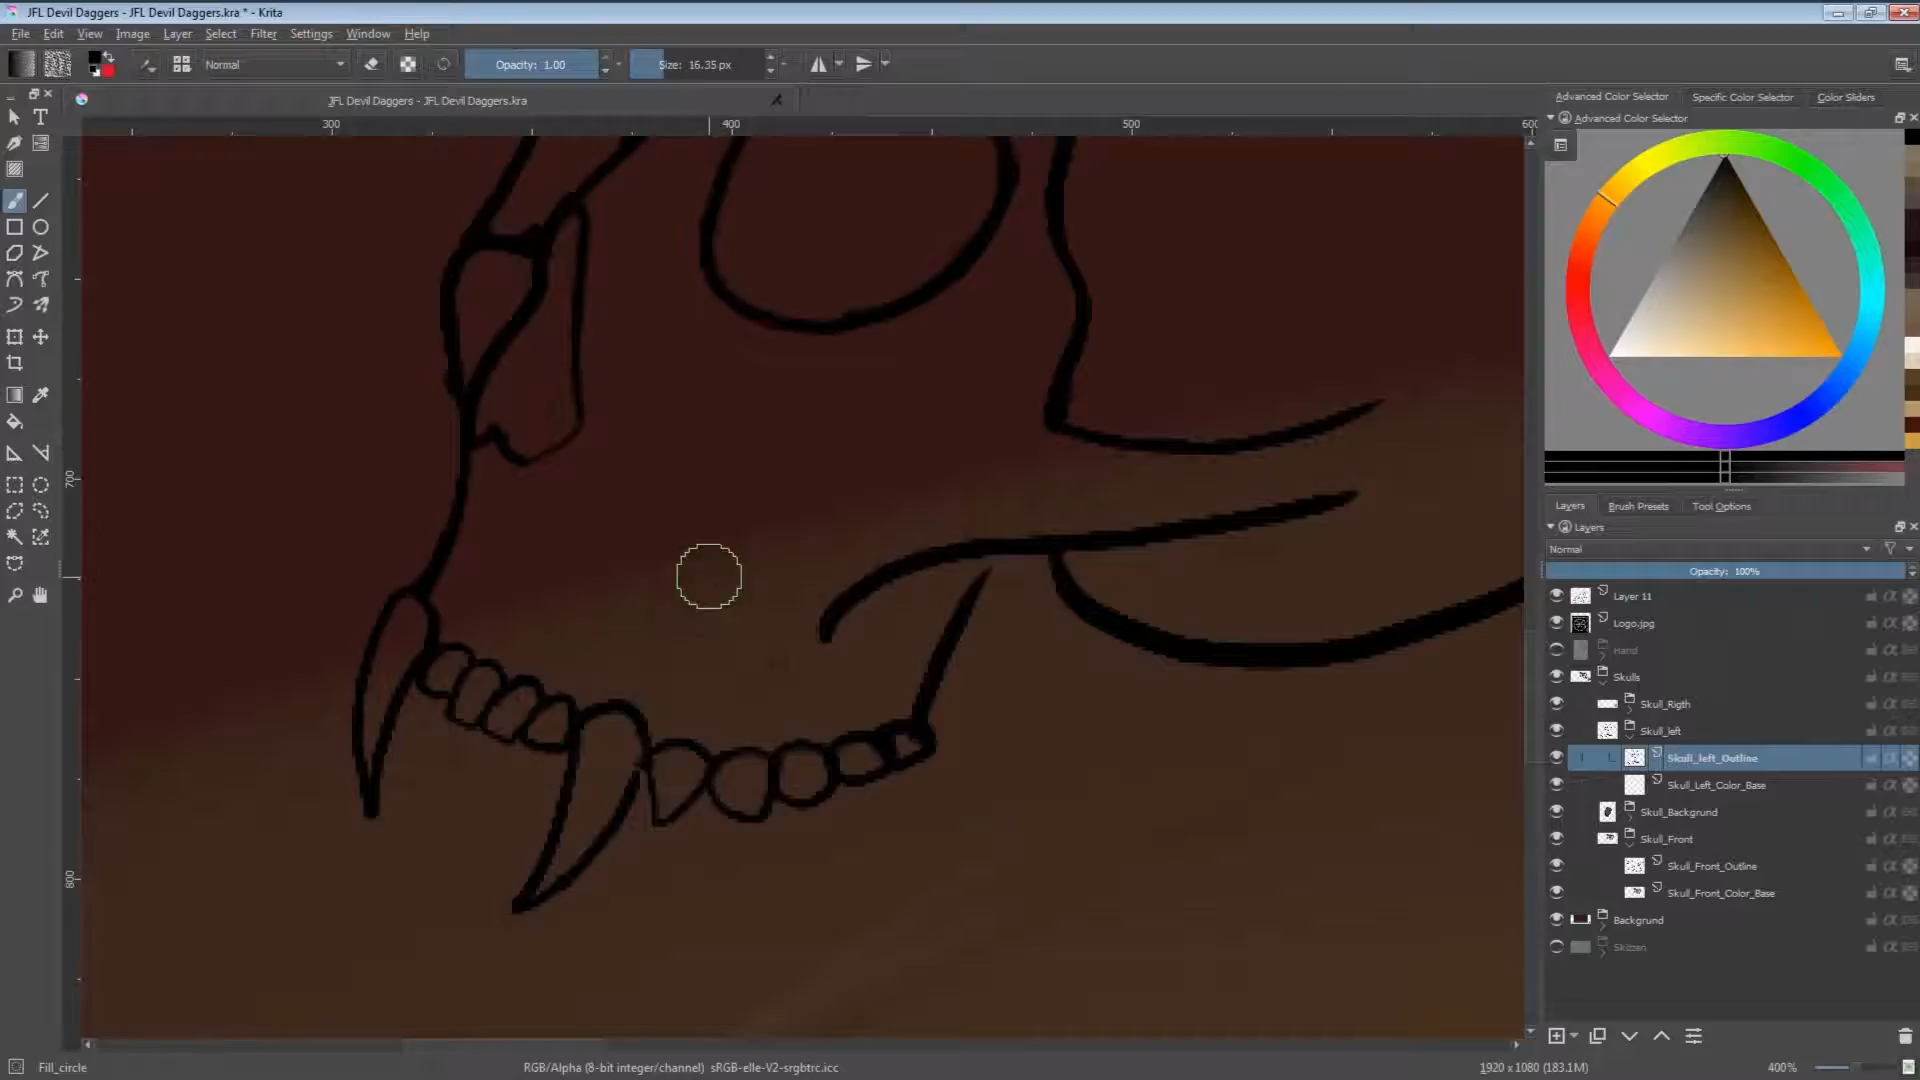 JFL Devil Daggers - JFL Devil Daggers.kra * - Krita
File Edit View Image Layer Select Filter Settings Window Help
Normal Opacity: 1.00 Size: 16.35 px
JFL Devil Daggers - JFL Devil Daggers.kra
Advanced Color Selector Specific Color Selector Color Sliders
Advanced Color Selector
300 400 500 600
700
800
Layers Brush Presets Tool Options
Layers
Normal
Opacity: 100%
Layer 11
Logo.jpg
Hand
Skulls
Skull_Rigth
Skull_left
Skull_left_Outline
Skull_Left_Color_Base
Skull_Backgrund
Skull_Front
Skull_Front_Outline
Skull_Front_Color_Base
Backgrund
Skizzen
Fill_circle RGB/Alpha (8-bit integer/channel) sRGB-elle-V2-srgbtrc.icc 1920 x 1080 (183.1M) 400%